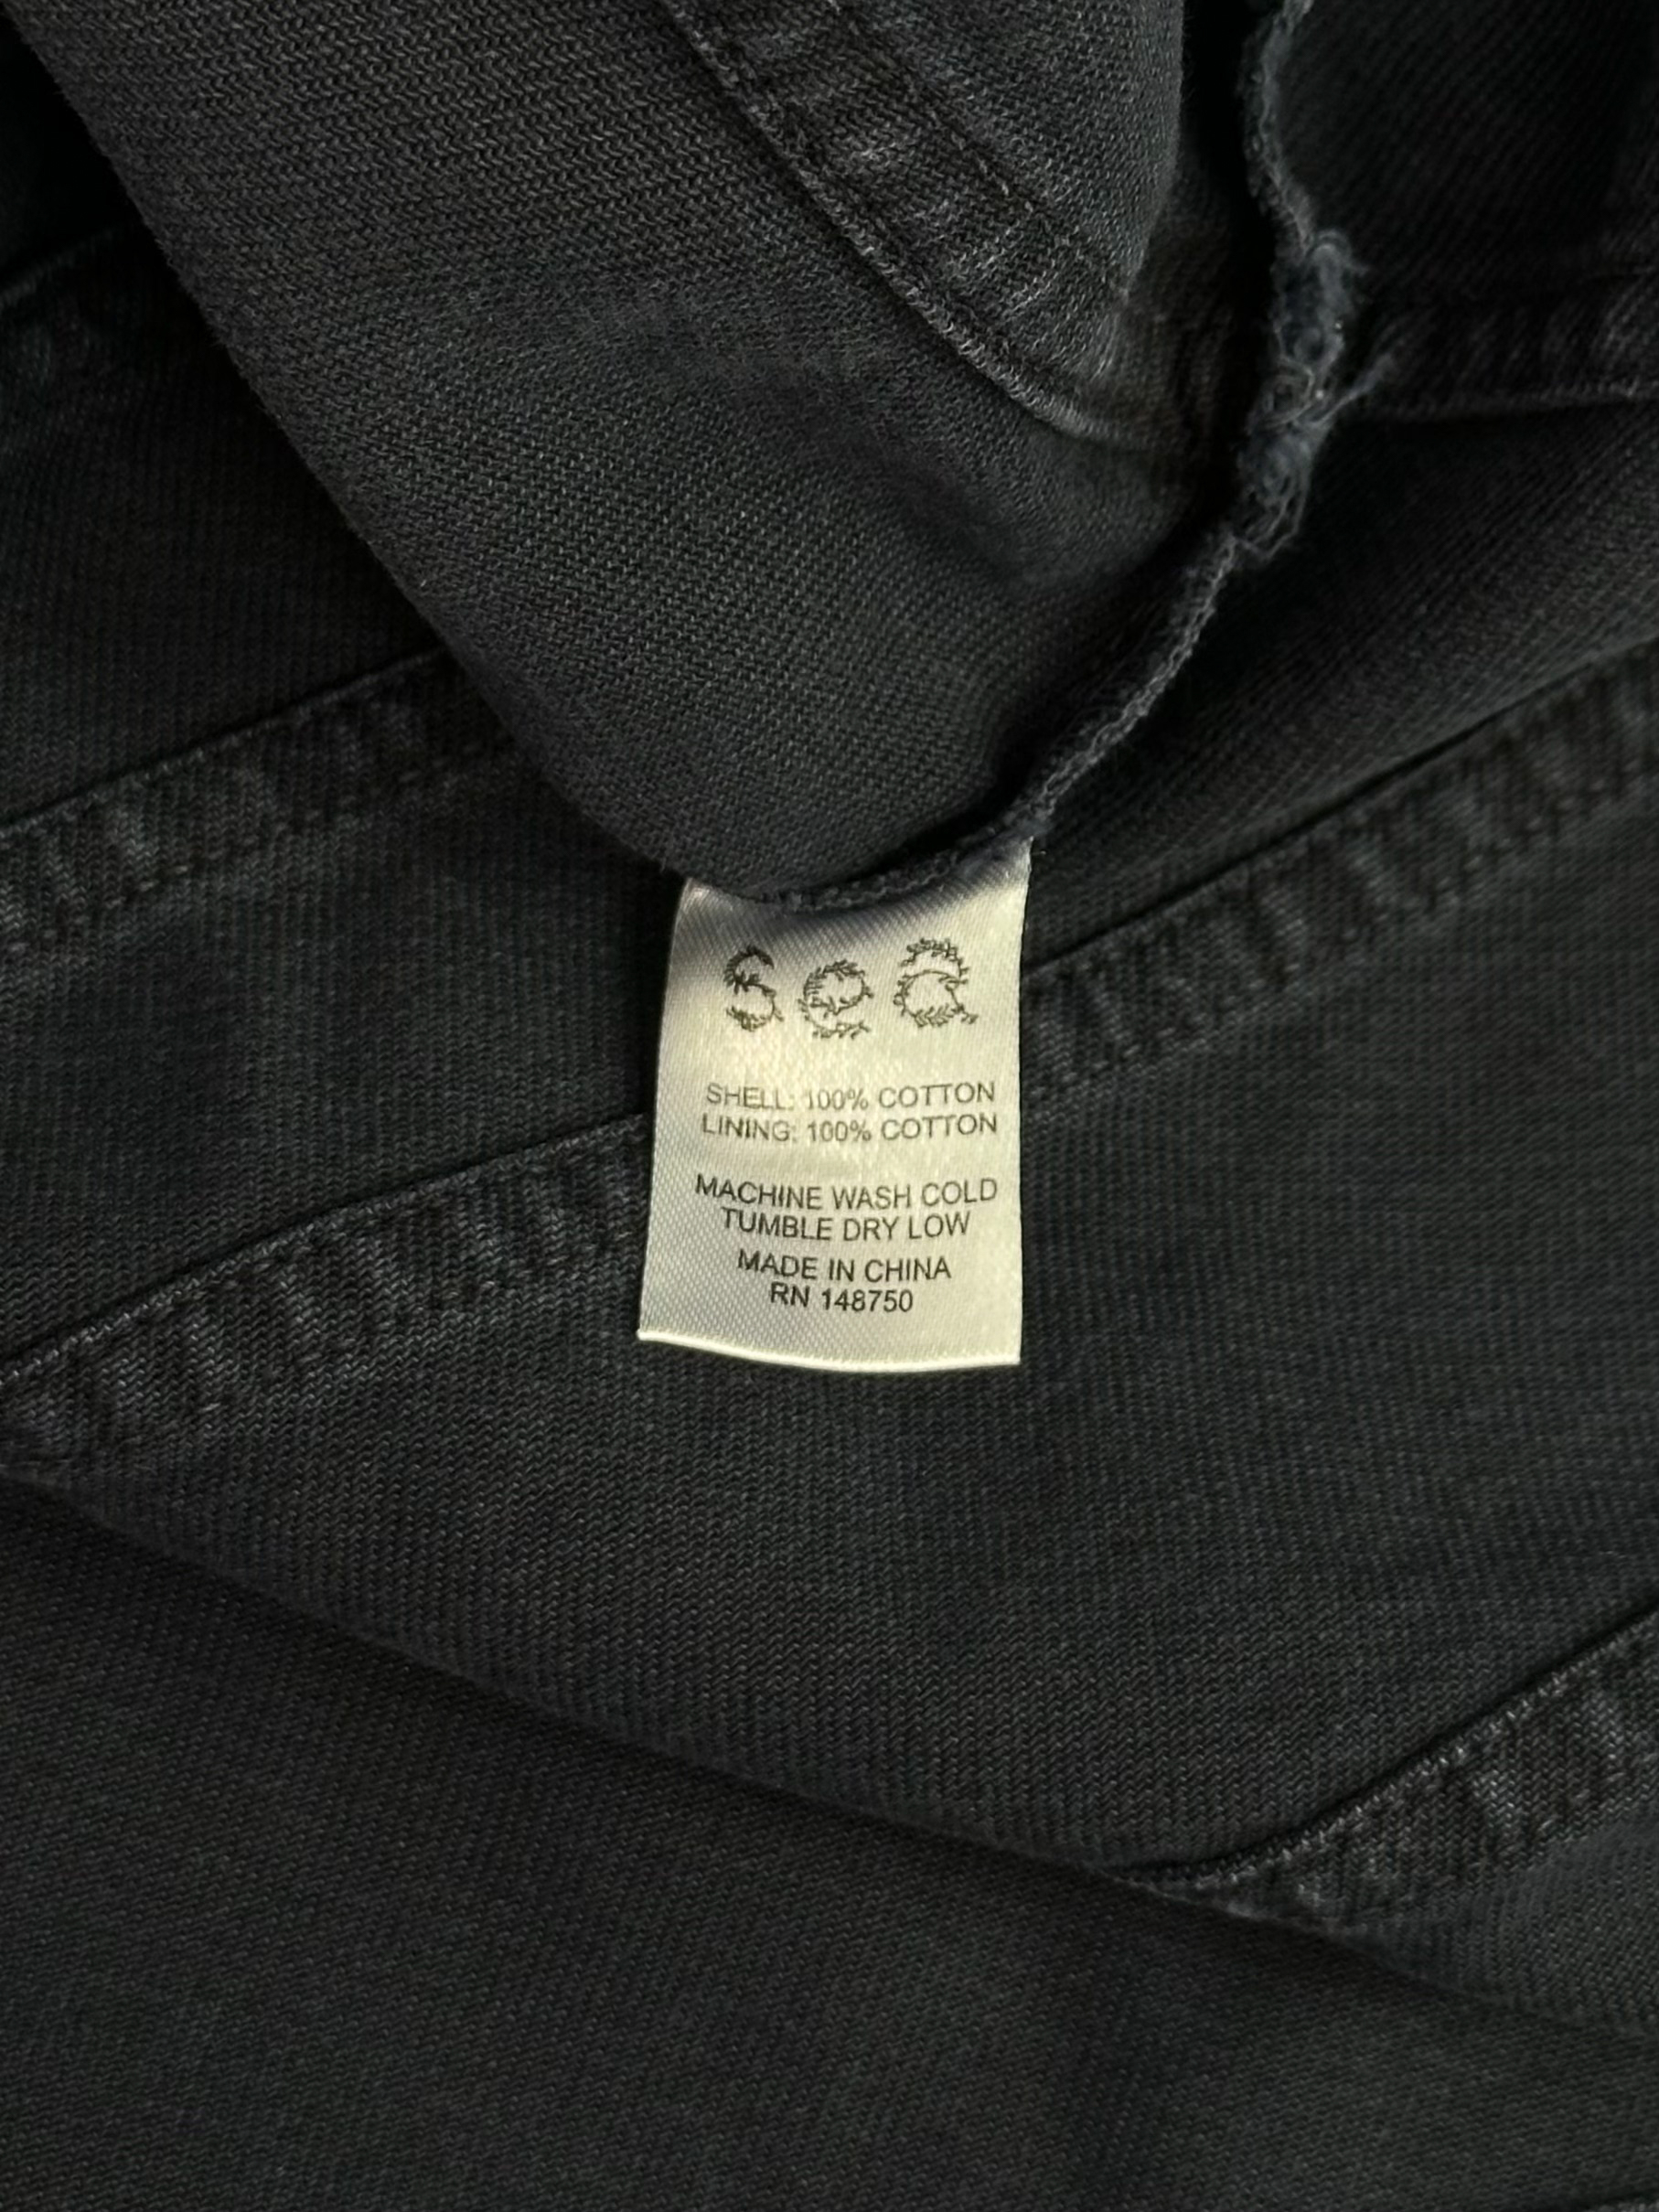 Sea
SHELL: 100% COTTON
LINING: 100% COTTON
MACHINE WASH COLD
TUMBLE DRY LOW
MADE IN CHINA
RN 148750